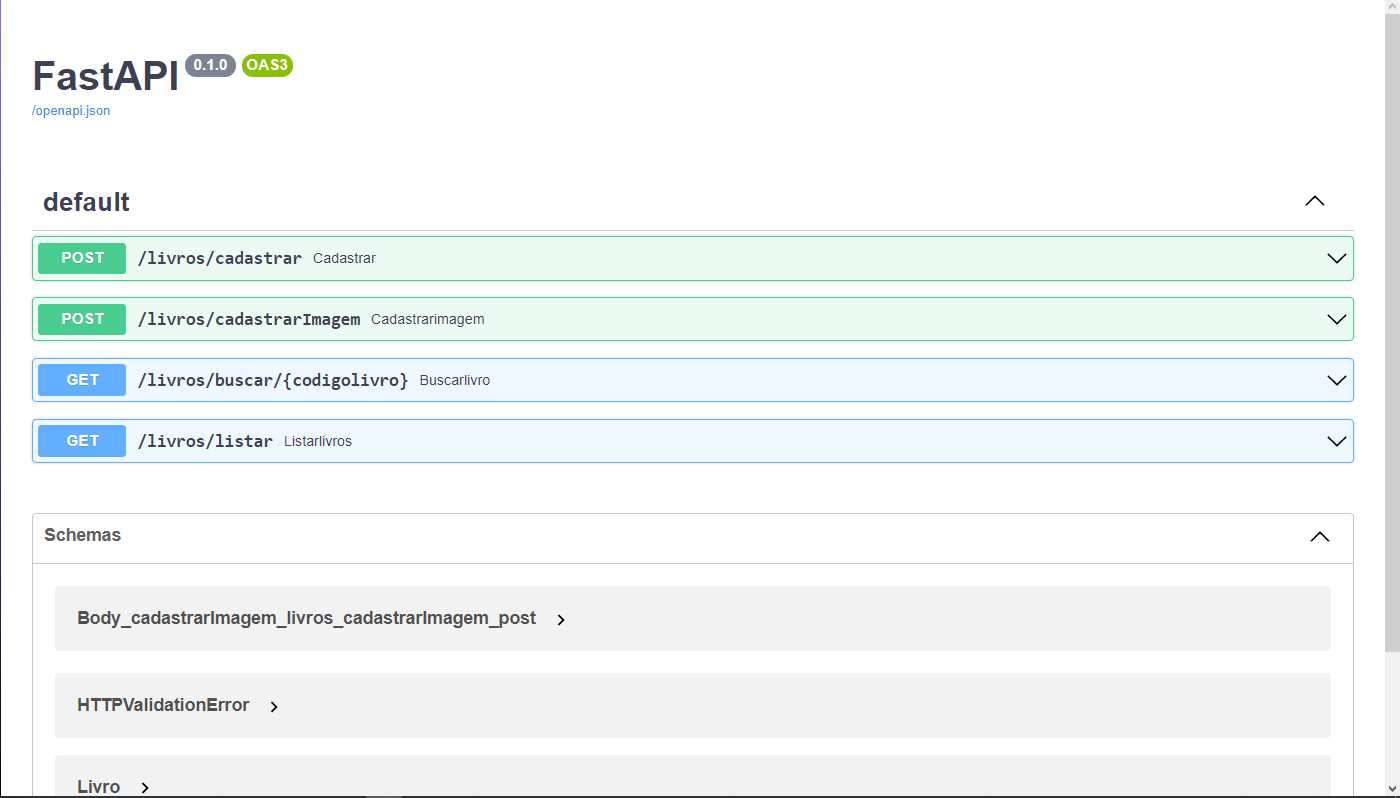 FastAPI 0.1.0 OAS3
/openapi.json
default
POST /livros/cadastrar Cadastrar
POST /livros/cadastrarImagem Cadastrarimagem
GET /livros/buscar/{codigolivro} Buscarlivro
GET /livros/listar Listarlivros
Schemas
Body_cadastrarImagem_livros_cadastrarImagem_post
HTTPValidationError
Livro